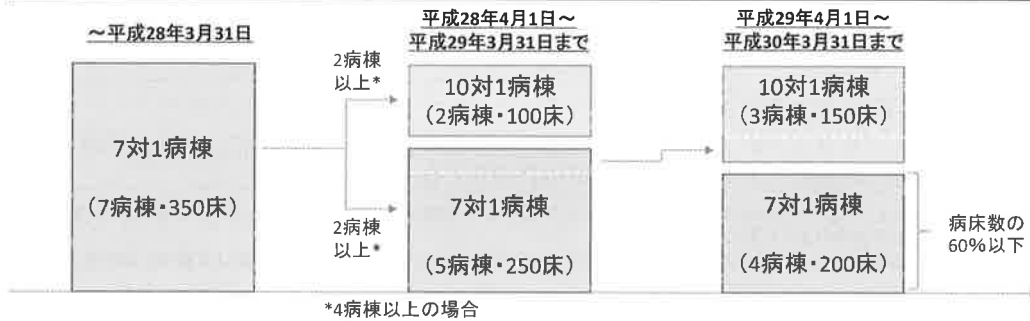 ～平成28年3月31日
7対1病棟
（7病棟・350床）
2病棟
以上*
2病棟
以上*
平成28年4月1日～
平成29年3月31日まで
10対1病棟
（2病棟・100床）
7対1病棟
（5病棟・250床）
平成29年4月1日～
平成30年3月31日まで
10対1病棟
（3病棟・150床）
7対1病棟
（4病棟・200床）
病床数の
60%以下
*4病棟以上の場合